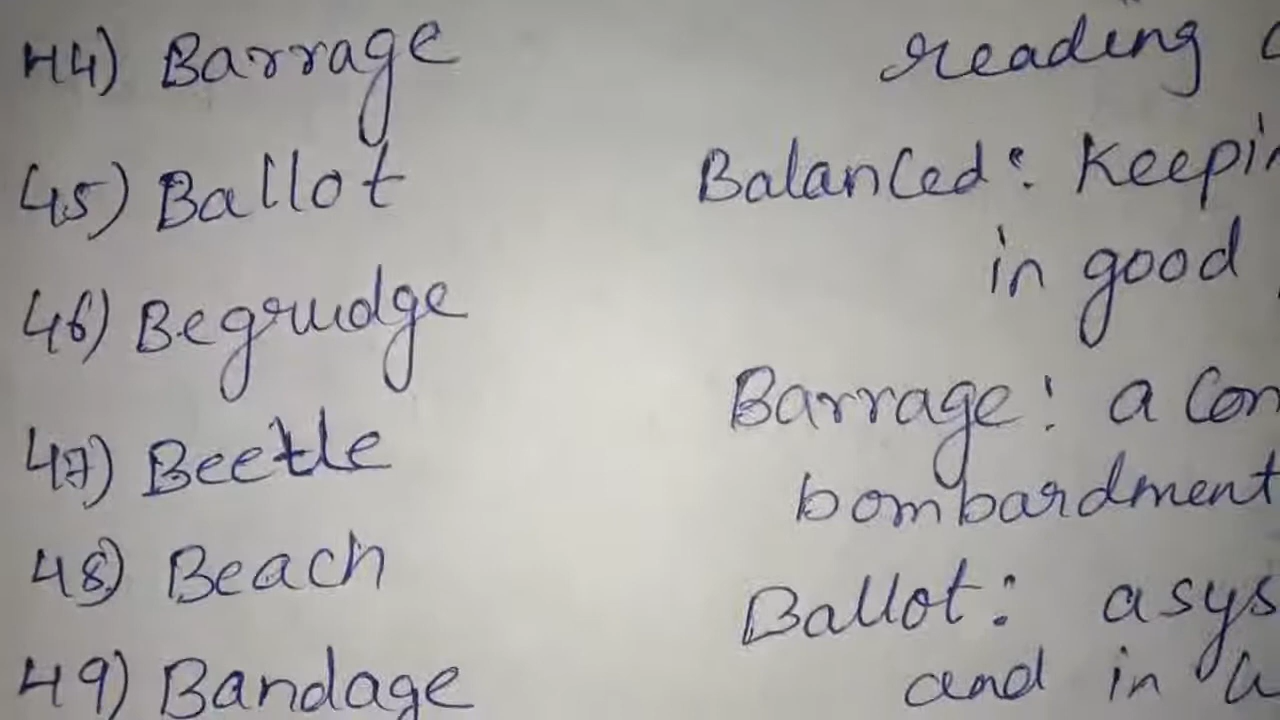 44) Barrage
45) Ballot
46) Begrudge
47) Beetle
48) Beach
49) Bandage
reading
Balanced: Keepin
in good
Barrage: a Con
bombardment
Ballot: a sys
and in